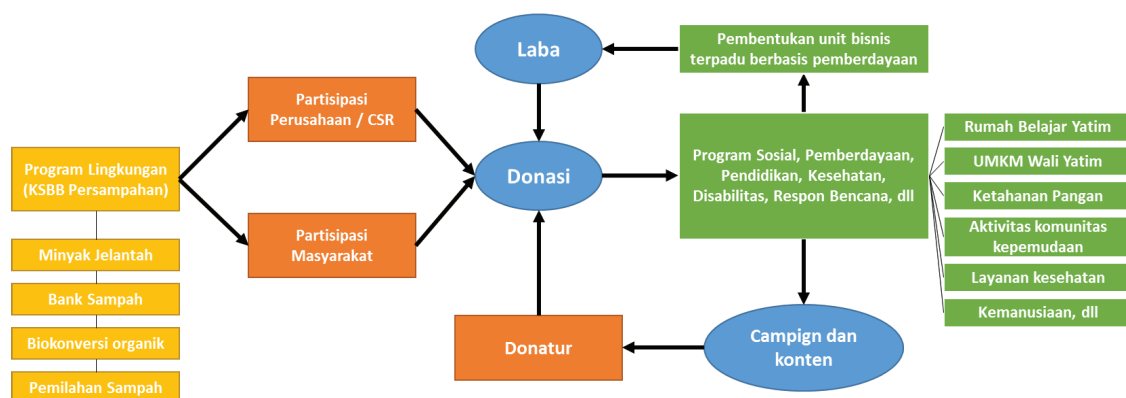 Laba
Pembentukan unit bisnis
terpadu berbasis pemberdayaan
Partisipasi
Perusahaan / CSR
Program Lingkungan
(KSBB Persampahan)
Donasi
Program Sosial, Pemberdayaan,
Pendidikan, Kesehatan,
Disabilitas, Respon Bencana, dll
Rumah Belajar Yatim
UMKM Wali Yatim
Ketahanan Pangan
Aktivitas komunitas
kepemudaan
Layanan kesehatan
Kemanusiaan, dll
Partisipasi
Masyarakat
Minyak Jelantah
Bank Sampah
Biokonversi organik
Pemilahan Sampah
Donatur
Campign dan
konten